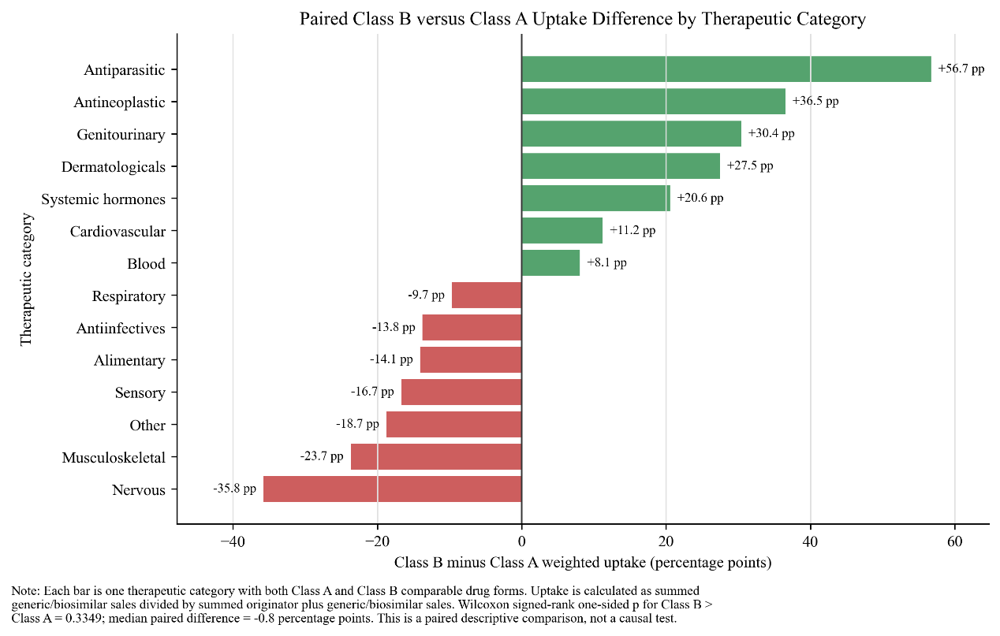 Paired Class B versus Class A Uptake Difference by Therapeutic Category
Therapeutic category
Antiparasitic +56.7 pp
Antineoplastic +36.5 pp
Genitourinary +30.4 pp
Dermatologicals +27.5 pp
Systemic hormones +20.6 pp
Cardiovascular +11.2 pp
Blood +8.1 pp
Respiratory -9.7 pp
Antiinfectives -13.8 pp
Alimentary -14.1 pp
Sensory -16.7 pp
Other -18.7 pp
Musculoskeletal -23.7 pp
Nervous -35.8 pp
−40 −20 0 20 40 60
Class B minus Class A weighted uptake (percentage points)
Note: Each bar is one therapeutic category with both Class A and Class B comparable drug forms. Uptake is calculated as summed
generic/biosimilar sales divided by summed originator plus generic/biosimilar sales. Wilcoxon signed-rank one-sided p for Class B >
Class A = 0.3349; median paired difference = -0.8 percentage points. This is a paired descriptive comparison, not a causal test.